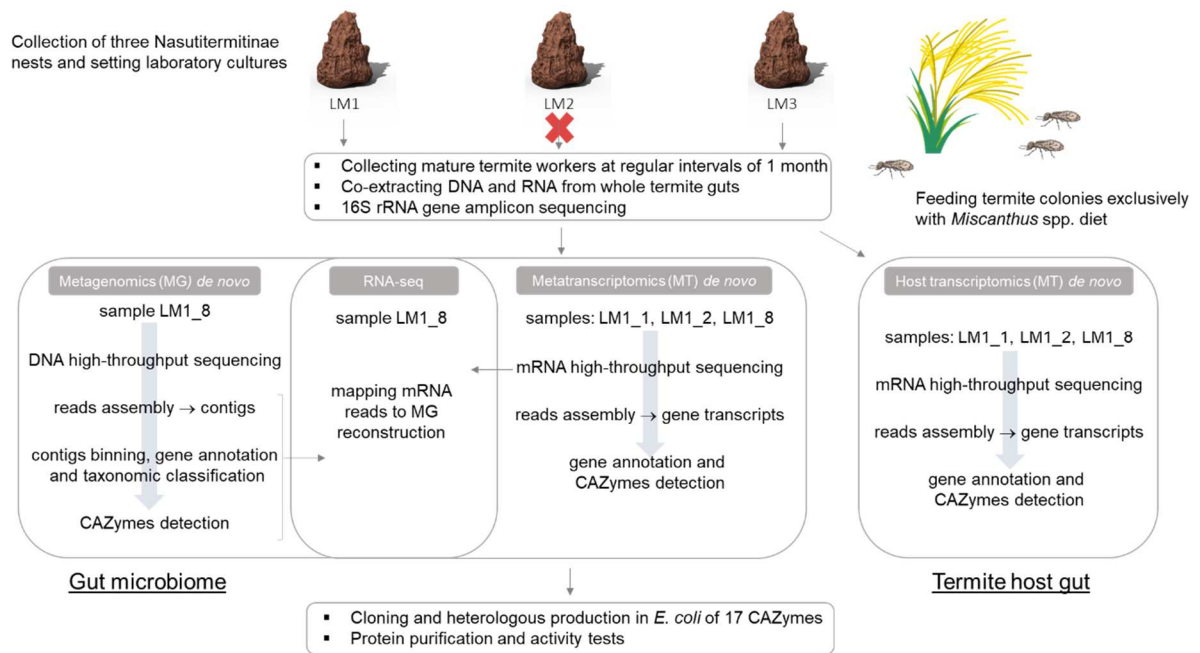 Collection of three Nasutitermitinae
nests and setting laboratory cultures
LM1
LM2
LM3
▪ Collecting mature termite workers at regular intervals of 1 month
▪ Co-extracting DNA and RNA from whole termite guts
▪ 16S rRNA gene amplicon sequencing
Feeding termite colonies exclusively
with Miscanthus spp. diet
Metagenomics (MG) de novo
sample LM1_8
DNA high-throughput sequencing
reads assembly → contigs
contigs binning, gene annotation
and taxonomic classification
CAZymes detection
RNA-seq
sample LM1_8
mapping mRNA
reads to MG
reconstruction
Metatranscriptomics (MT) de novo
samples: LM1_1, LM1_2, LM1_8
mRNA high-throughput sequencing
reads assembly → gene transcripts
gene annotation and
CAZymes detection
Host transcriptomics (MT) de novo
samples: LM1_1, LM1_2, LM1_8
mRNA high-throughput sequencing
reads assembly → gene transcripts
gene annotation and
CAZymes detection
Gut microbiome
Termite host gut
▪ Cloning and heterologous production in E. coli of 17 CAZymes
▪ Protein purification and activity tests